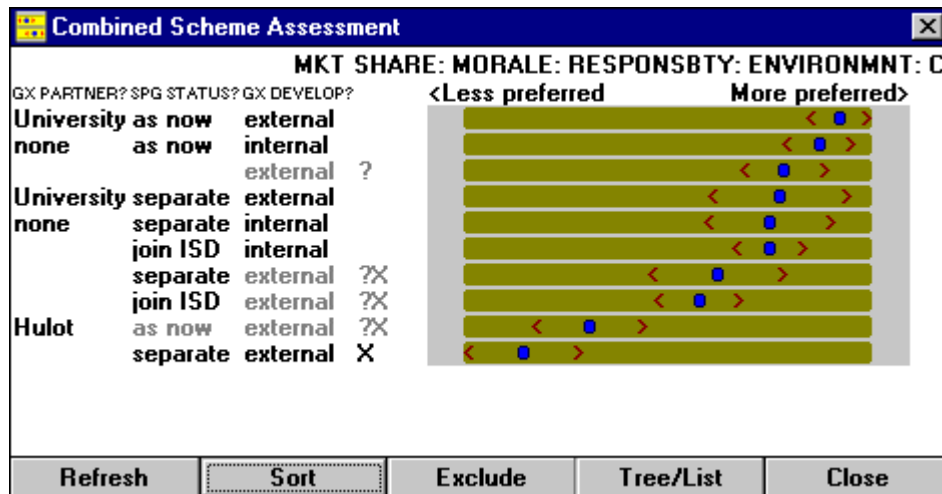 Combined Scheme Assessment
MKT SHARE: MORALE: RESPONSBTY: ENVIRONMNT: C
GX PARTNER? SPG STATUS? GX DEVELOP? <Less preferred More preferred>
University as now external
none as now internal
external ?
University separate external
none separate internal
join ISD internal
separate external ?X
join ISD external ?X
Hulot as now external ?X
separate external X
Refresh Sort Exclude Tree/List Close